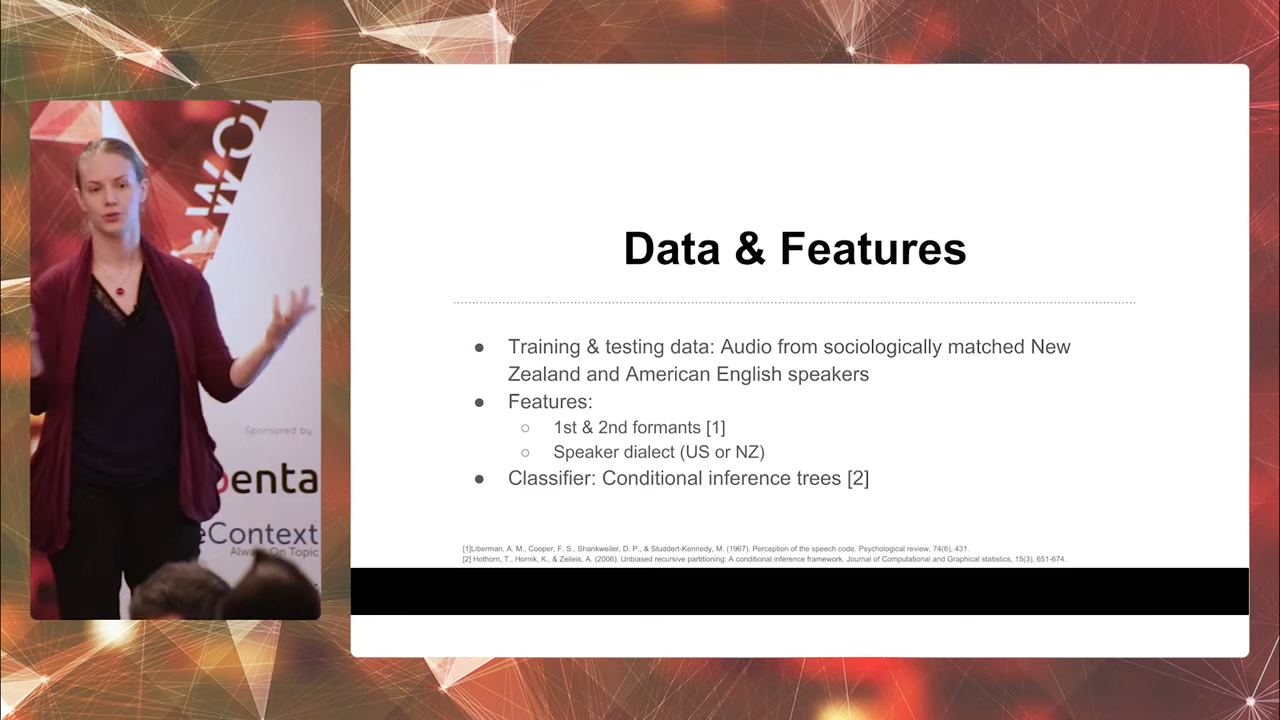 Data & Features
● Training & testing data: Audio from sociologically matched New
Zealand and American English speakers
● Features:
○ 1st & 2nd formants [1]
○ Speaker dialect (US or NZ)
● Classifier: Conditional inference trees [2]
[1]Liberman, A. M., Cooper, F. S., Shankweiler, D. P., & Studdert-Kennedy, M. (1967). Perception of the speech code. Psychological review, 74(6), 431.
[2] Hothorn, T., Hornik, K., & Zeileis, A. (2006). Unbiased recursive partitioning: A conditional inference framework. Journal of Computational and Graphical statistics, 15(3), 651-674.
Sponsored by:
enta
eContext
Always On Topic